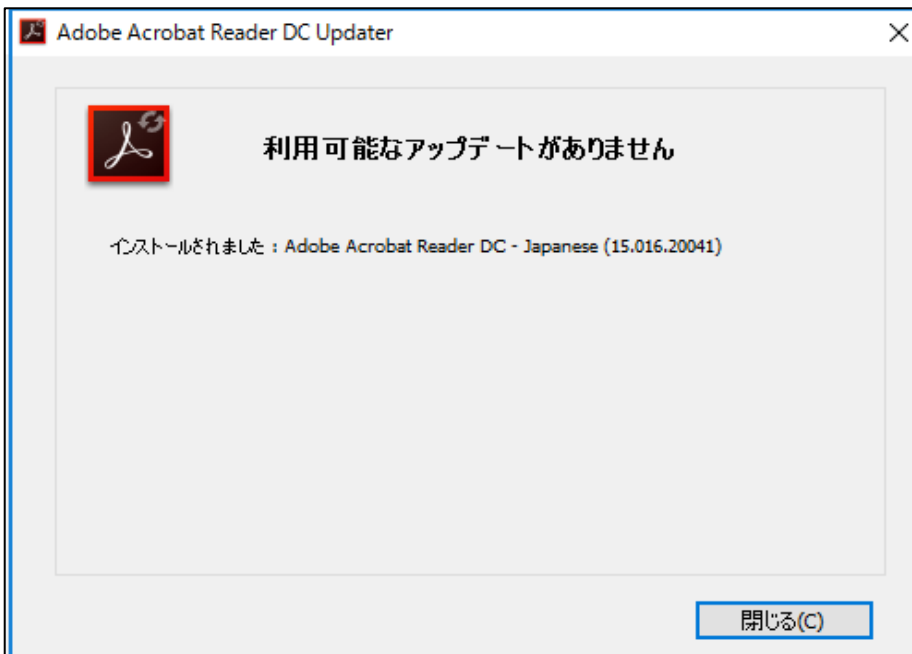 Adobe Acrobat Reader DC Updater
利用可能なアップデートがありません
インストールされました : Adobe Acrobat Reader DC - Japanese (15.016.20041)
閉じる(C)